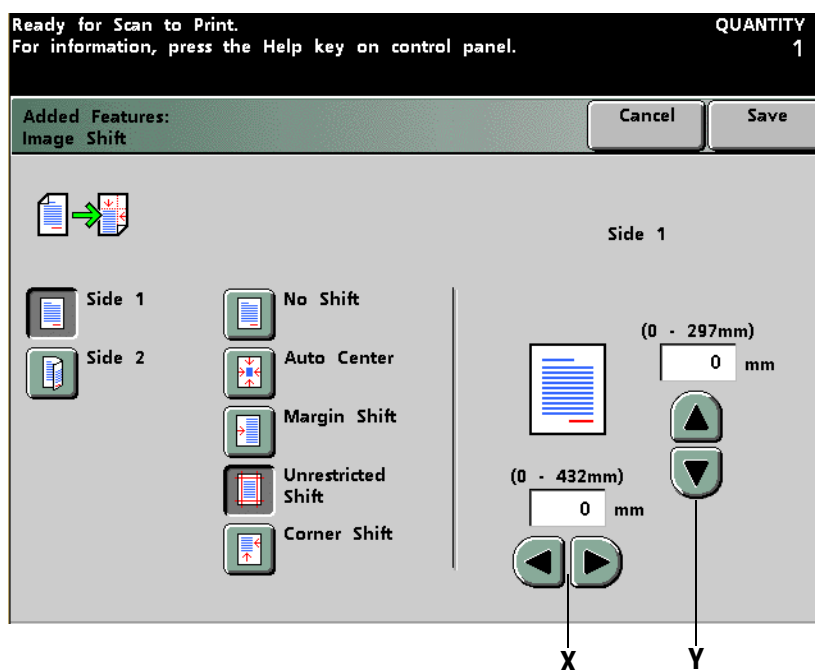 Ready for Scan to Print.
For information, press the Help key on control panel.
QUANTITY
1
Added Features:
Image Shift
Cancel
Save
Side 1
Side 1
Side 2
No Shift
Auto Center
Margin Shift
Unrestricted
Shift
Corner Shift
(0 - 297mm)
0 mm
(0 - 432mm)
0 mm
X
Y